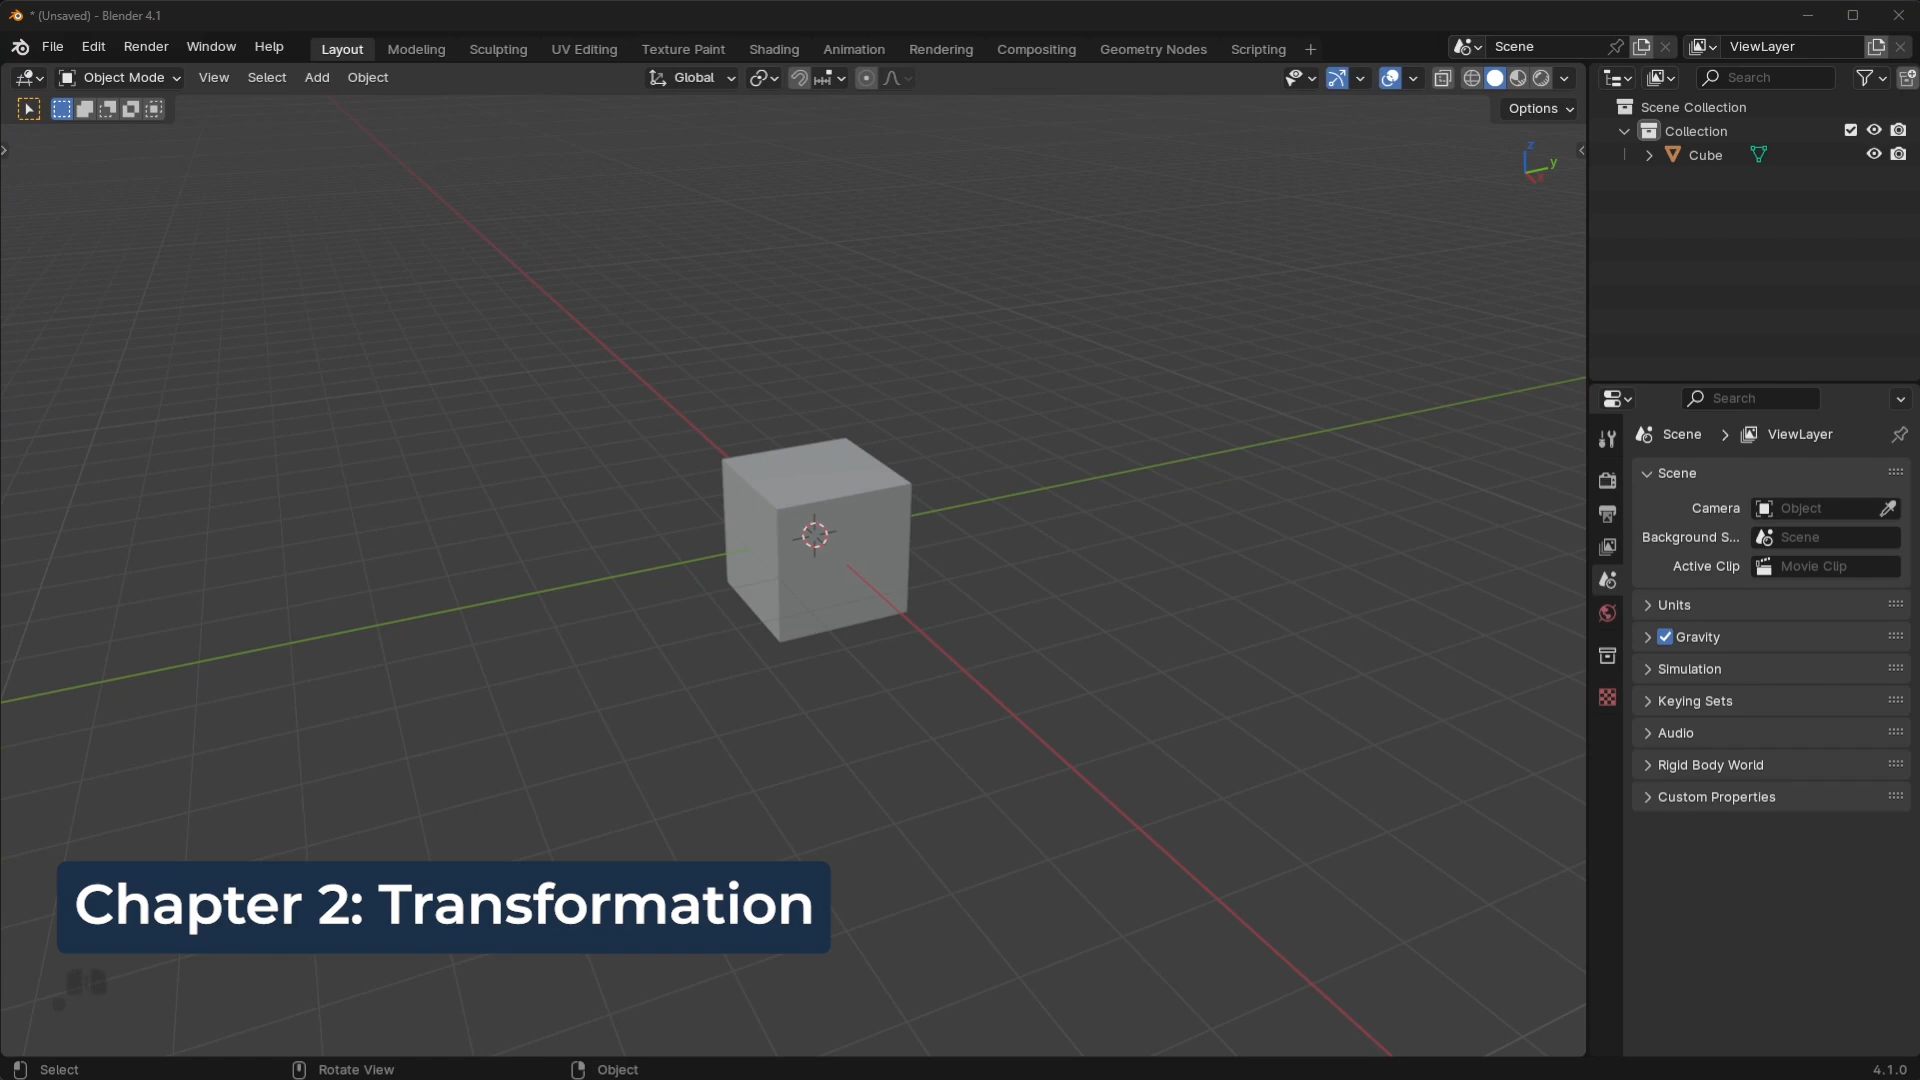 * (Unsaved) - Blender 4.1
File Edit Render Window Help Layout Modeling Sculpting UV Editing Texture Paint Shading Animation Rendering Compositing Geometry Nodes Scripting + Scene ViewLayer
Object Mode View Select Add Object Global Search
Options
Scene Collection
Collection
Cube
z
y
x
Search
Scene ViewLayer
Scene
Camera Object
Background S... Scene
Active Clip Movie Clip
Units
Gravity
Simulation
Keying Sets
Audio
Rigid Body World
Custom Properties
Chapter 2: Transformation
Select Rotate View Object 4.1.0